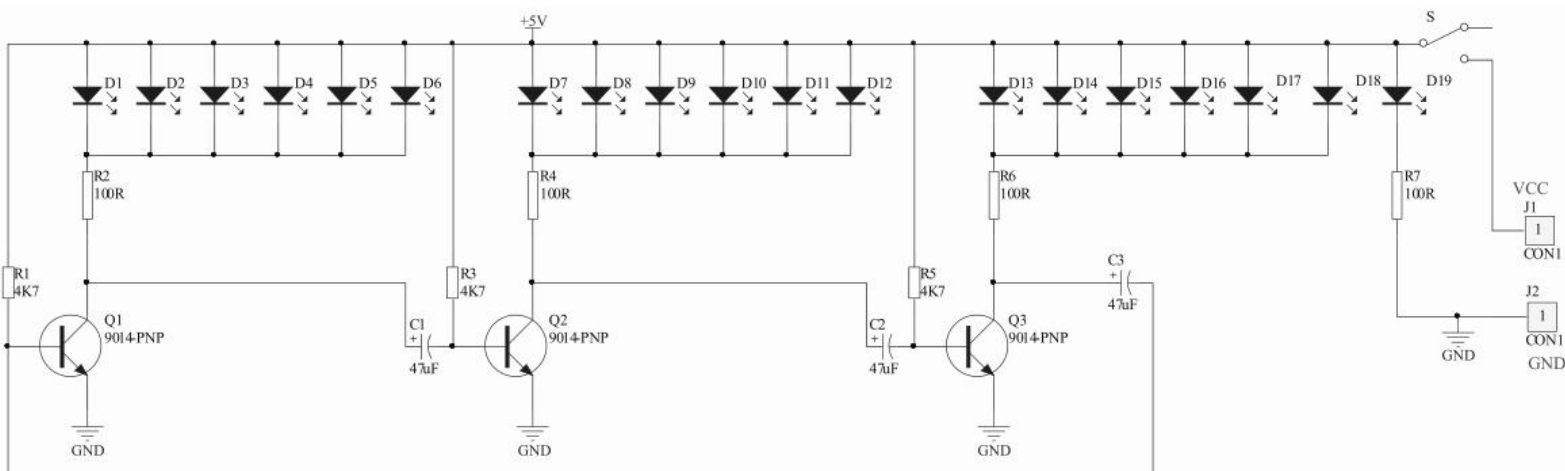 +5V
S
D1
D2
D3
D4
D5
D6
D7
D8
D9
D10
D11
D12
D13
D14
D15
D16
D17
D18
D19
R2
100R
R4
100R
R6
100R
R7
100R
VCC
J1
1
CON1
R1
4K7
R3
4K7
R5
4K7
C3
+
47uF
J2
1
CON1
GND
GND
Q1
9014-PNP
C1
+
47uF
Q2
9014-PNP
C2
+
47uF
Q3
9014-PNP
GND
GND
GND